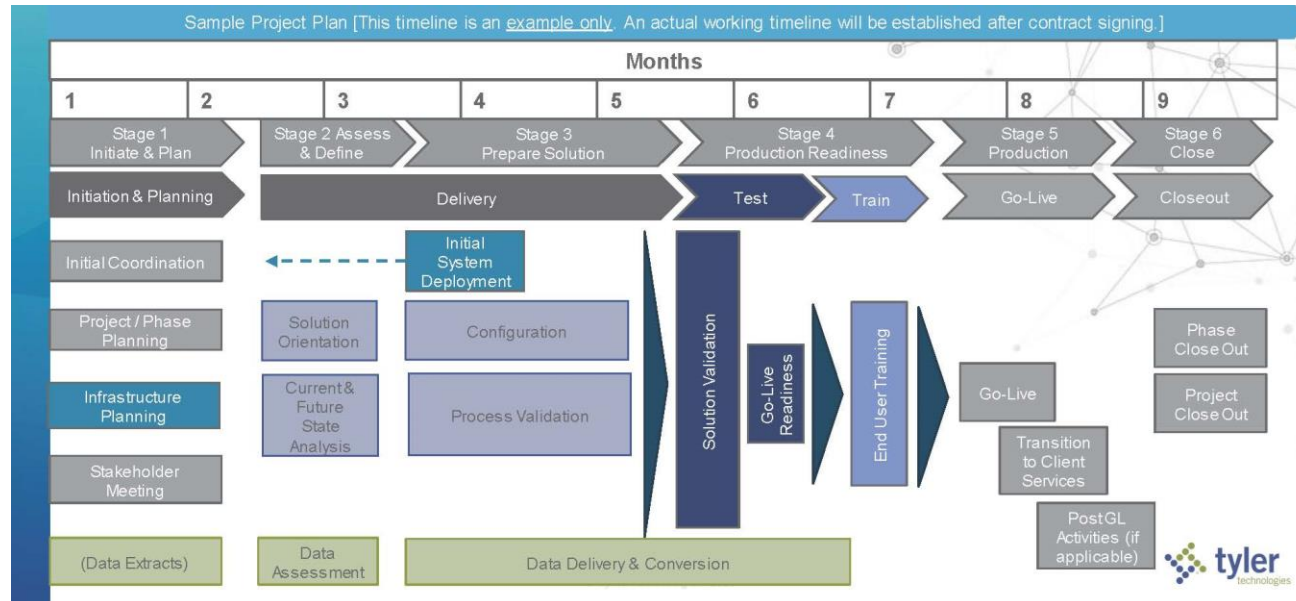 Sample Project Plan [This timeline is an example only. An actual working timeline will be established after contract signing.]
Months
1 2 3 4 5 6 7 8 9
Stage 1
Initiate & Plan
Stage 2 Assess
& Define
Stage 3
Prepare Solution
Stage 4
Production Readiness
Stage 5
Production
Stage 6
Close
Initiation & Planning
Delivery
Test
Train
Go-Live
Closeout
Initial Coordination
Initial
System
Deployment
Project / Phase
Planning
Solution
Orientation
Configuration
Infrastructure
Planning
Current &
Future
State
Analysis
Process Validation
Stakeholder
Meeting
Solution Validation
Go-Live
Readiness
End User Training
Go-Live
Transition
to Client
Services
Post GL
Activities (if
applicable)
Phase
Close Out
Project
Close Out
(Data Extracts)
Data
Assessment
Data Delivery & Conversion
tyler
technologies